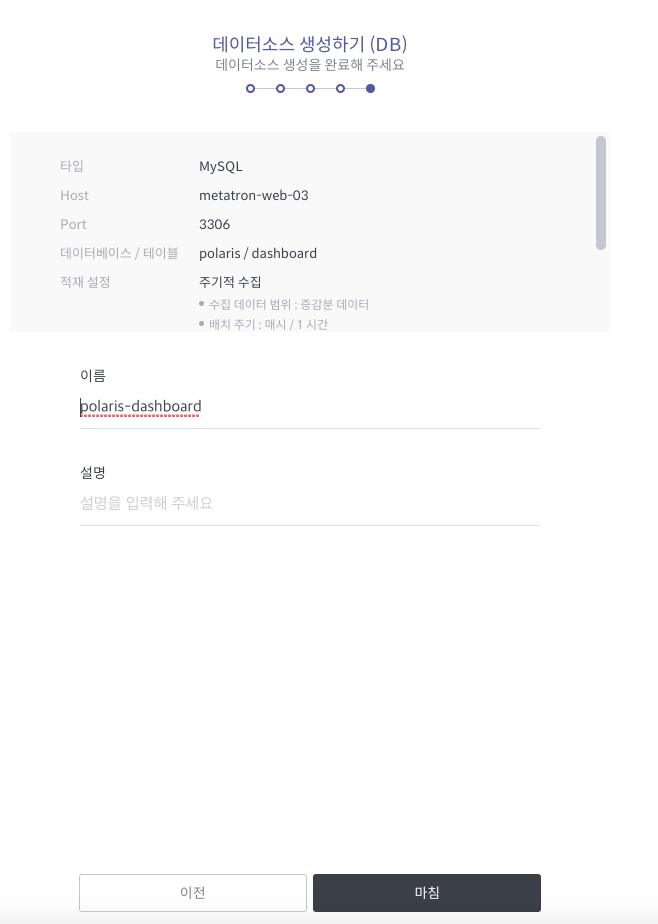 데이터소스 생성하기 (DB)
데이터소스 생성을 완료해 주세요
타입 MySQL
Host metatron-web-03
Port 3306
데이터베이스 / 테이블 polaris / dashboard
적재 설정 주기적 수집
• 수집 데이터 범위 : 증감분 데이터
• 배치 주기 : 매시 / 1 시간
이름
polaris-dashboard
설명
설명을 입력해 주세요
이전 마침